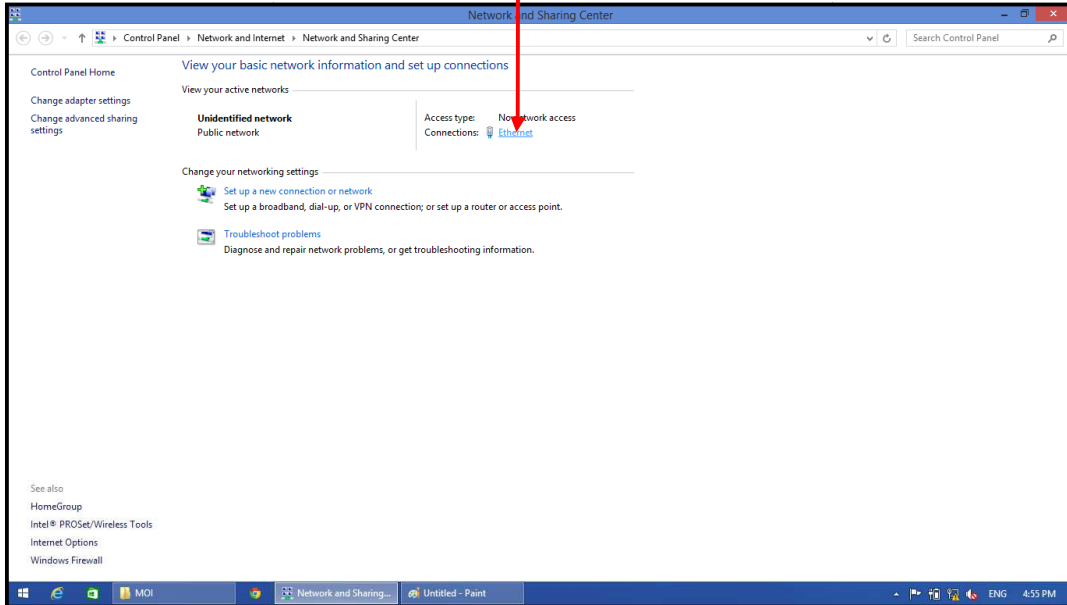 Network and Sharing Center
Control Panel Network and Internet Network and Sharing Center
Search Control Panel
Control Panel Home
Change adapter settings
Change advanced sharing
settings
View your basic network information and set up connections
View your active networks
Unidentified network
Public network
Access type: No network access
Connections: Ethernet
Change your networking settings
Set up a new connection or network
Set up a broadband, dial-up, or VPN connection; or set up a router or access point.
Troubleshoot problems
Diagnose and repair network problems, or get troubleshooting information.
See also
HomeGroup
Intel® PROSet/Wireless Tools
Internet Options
Windows Firewall
MOI
Network and Sharing...
Untitled - Paint
ENG
4:55 PM